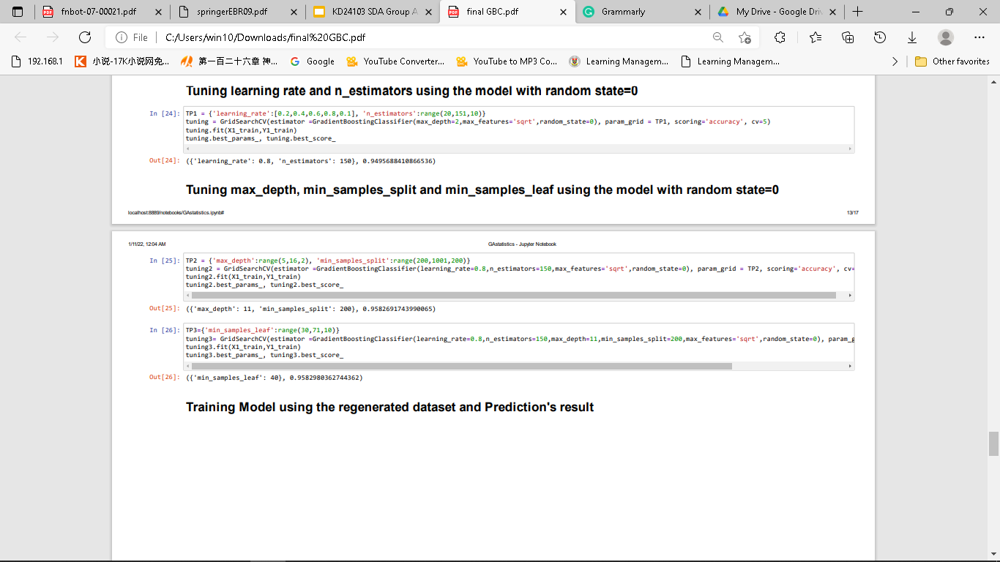 fnbot-07-00021.pdf
springerEBR09.pdf
KD24103 SDA Group A
final GBC.pdf
Grammarly
My Drive - Google Dri
File
C:/Users/win10/Downloads/final%20GBC.pdf
192.168.1
小说-17K小说网免...
第一百二十六章 神...
Google
YouTube Converter...
YouTube to MP3 Co...
Learning Managem...
Learning Managem...
Other favorites
Tuning learning rate and n_estimators using the model with random state=0
In [24]: TP1 = {'learning_rate':[0.2,0.4,0.6,0.8,0.1], 'n_estimators':range(20,151,10)}
tuning = GridSearchCV(estimator =GradientBoostingClassifier(max_depth=2,max_features='sqrt',random_state=0), param_grid = TP1, scoring='accuracy', cv=5)
tuning.fit(X1_train,Y1_train)
tuning.best_params_, tuning.best_score_
Out[24]: ({'learning_rate': 0.8, 'n_estimators': 150}, 0.9495688410866536)
Tuning max_depth, min_samples_split and min_samples_leaf using the model with random state=0
localhost:8889/notebooks/GAstatistics.ipynb# 13/17
1/11/22, 12:04 AM GAstatistics - Jupyter Notebook
In [25]: TP2 = {'max_depth':range(5,16,2), 'min_samples_split':range(200,1001,200)}
tuning2 = GridSearchCV(estimator =GradientBoostingClassifier(learning_rate=0.8,n_estimators=150,max_features='sqrt',random_state=0), param_grid = TP2, scoring='accuracy', cv=
tuning2.fit(X1_train,Y1_train)
tuning2.best_params_, tuning2.best_score_
Out[25]: ({'max_depth': 11, 'min_samples_split': 200}, 0.9582691743990065)
In [26]: TP3={'min_samples_leaf':range(30,71,10)}
tuning3= GridSearchCV(estimator =GradientBoostingClassifier(learning_rate=0.8,n_estimators=150,max_depth=11,min_samples_split=200,max_features='sqrt',random_state=0), param_g
tuning3.fit(X1_train,Y1_train)
tuning3.best_params_, tuning3.best_score_
Out[26]: ({'min_samples_leaf': 40}, 0.9582980362744362)
Training Model using the regenerated dataset and Prediction's result